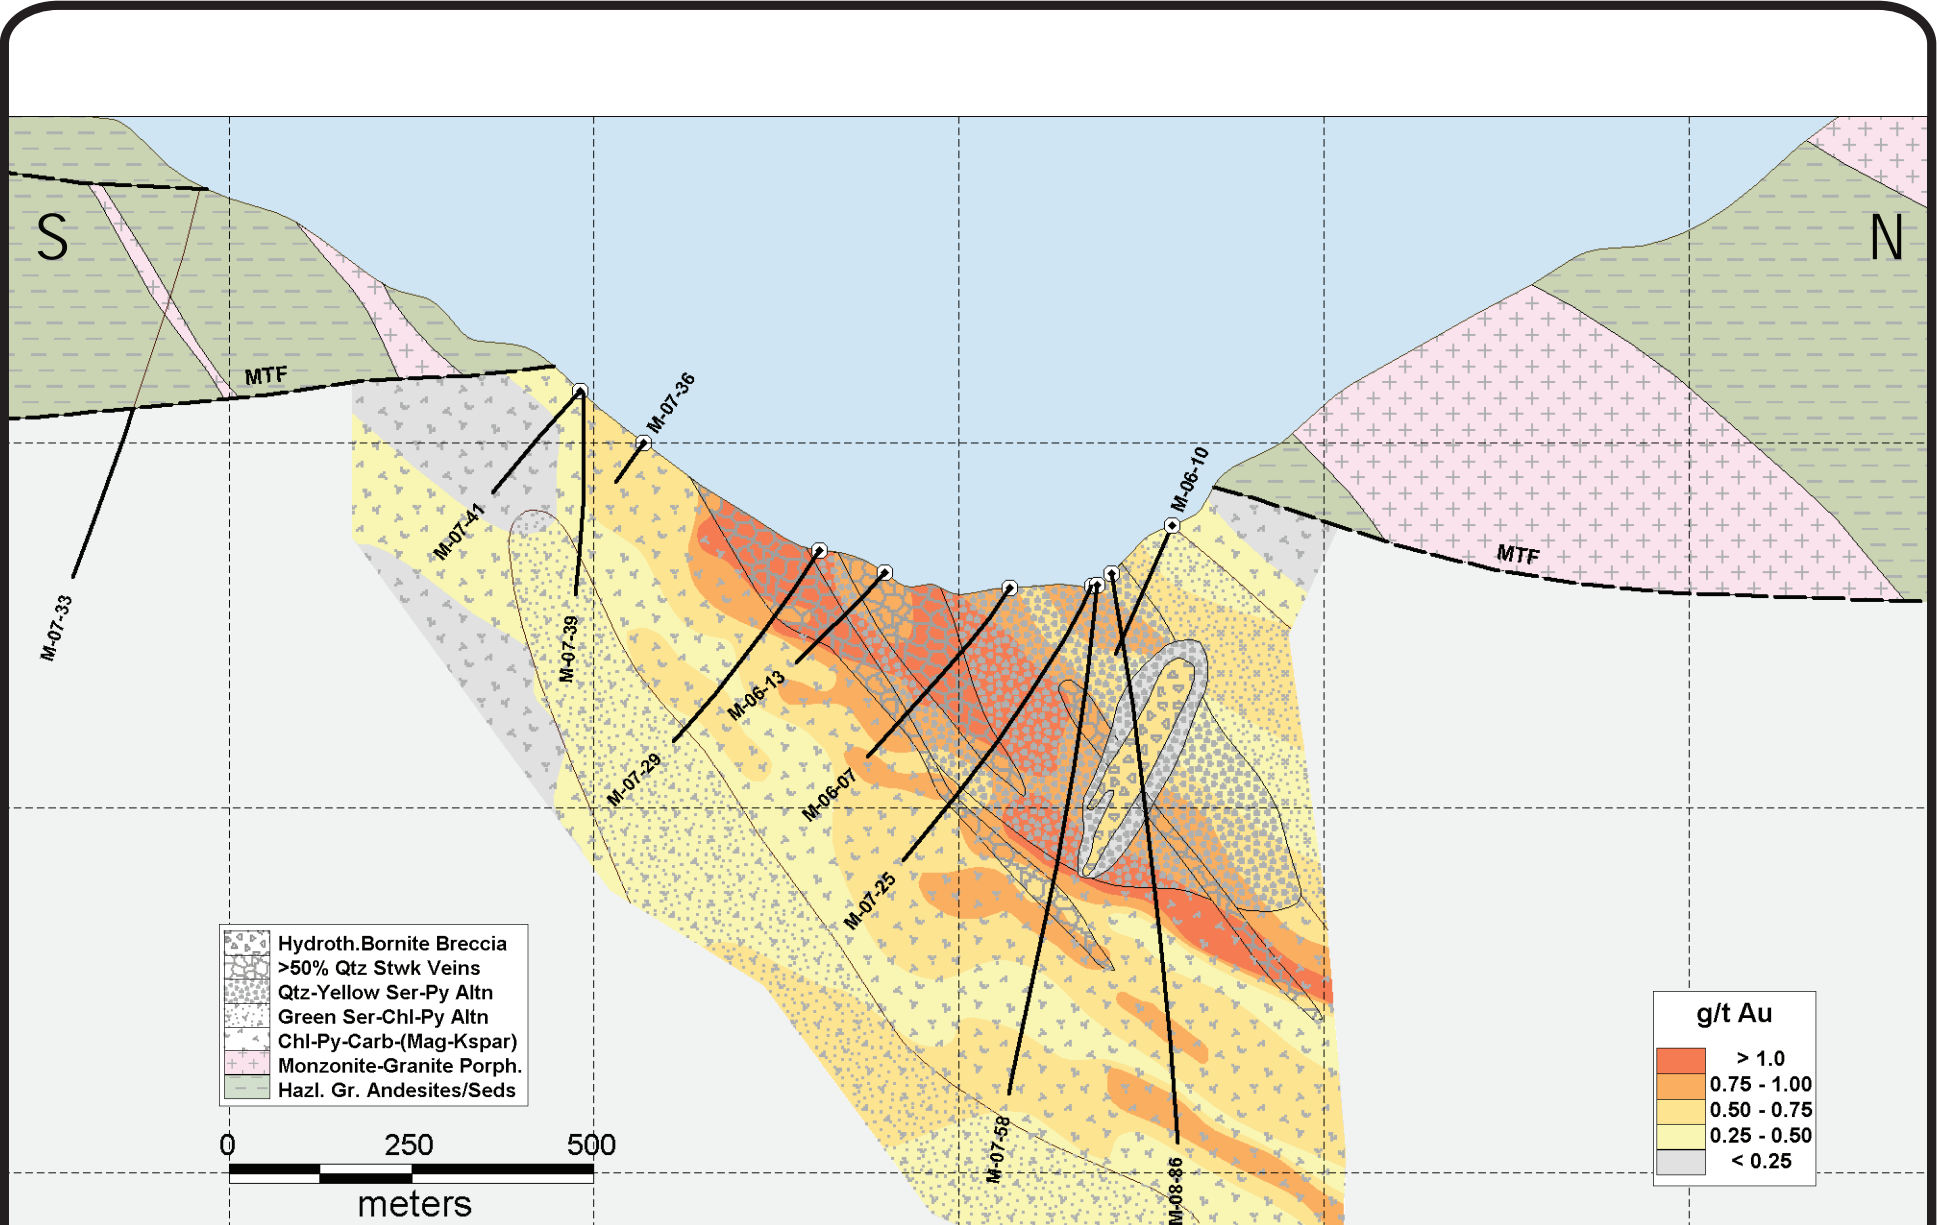 S
N
MTF
M-07-36
M-06-10
M-07-41
MTF
M-07-33
M-07-39
M-06-13
M-07-29
M-06-07
M-07-25
M-07-58
M-08-86
Hydroth.Bornite Breccia
>50% Qtz Stwk Veins
Qtz-Yellow Ser-Py Altn
Green Ser-Chl-Py Altn
Chl-Py-Carb-(Mag-Kspar)
Monzonite-Granite Porph.
Hazl. Gr. Andesites/Seds
0 250 500
meters
g/t Au
> 1.0
0.75 - 1.00
0.50 - 0.75
0.25 - 0.50
< 0.25